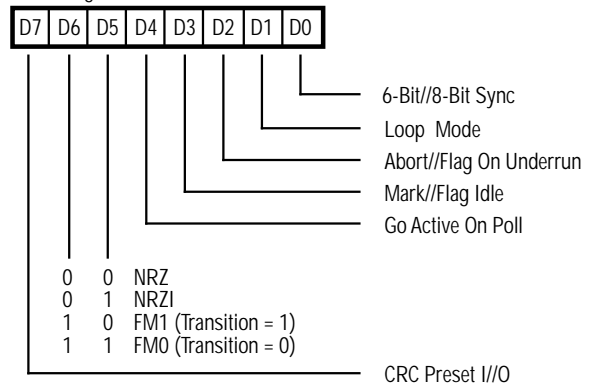 D7 D6 D5 D4 D3 D2 D1 D0
6-Bit//8-Bit Sync
Loop Mode
Abort//Flag On Underrun
Mark//Flag Idle
Go Active On Poll
0 0 NRZ
0 1 NRZI
1 0 FM1 (Transition = 1)
1 1 FM0 (Transition = 0)
CRC Preset I//O